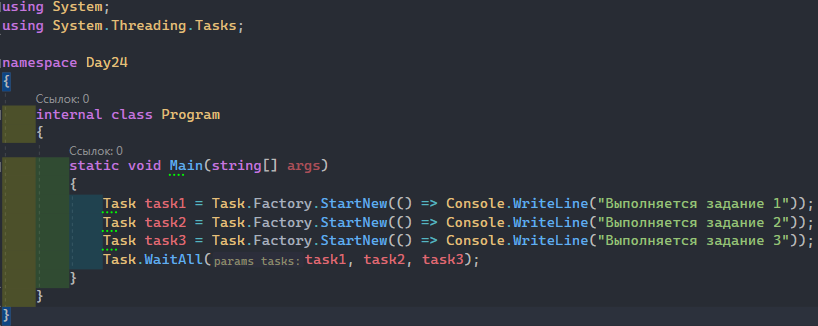 using System;
using System.Threading.Tasks;
namespace Day24
{
Ссылок: 0
internal class Program
{
Ссылок: 0
static void Main(string[] args)
{
Task task1 = Task.Factory.StartNew(() => Console.WriteLine("Выполняется задание 1"));
Task task2 = Task.Factory.StartNew(() => Console.WriteLine("Выполняется задание 2"));
Task task3 = Task.Factory.StartNew(() => Console.WriteLine("Выполняется задание 3"));
Task.WaitAll(params tasks: task1, task2, task3);
}
}
}